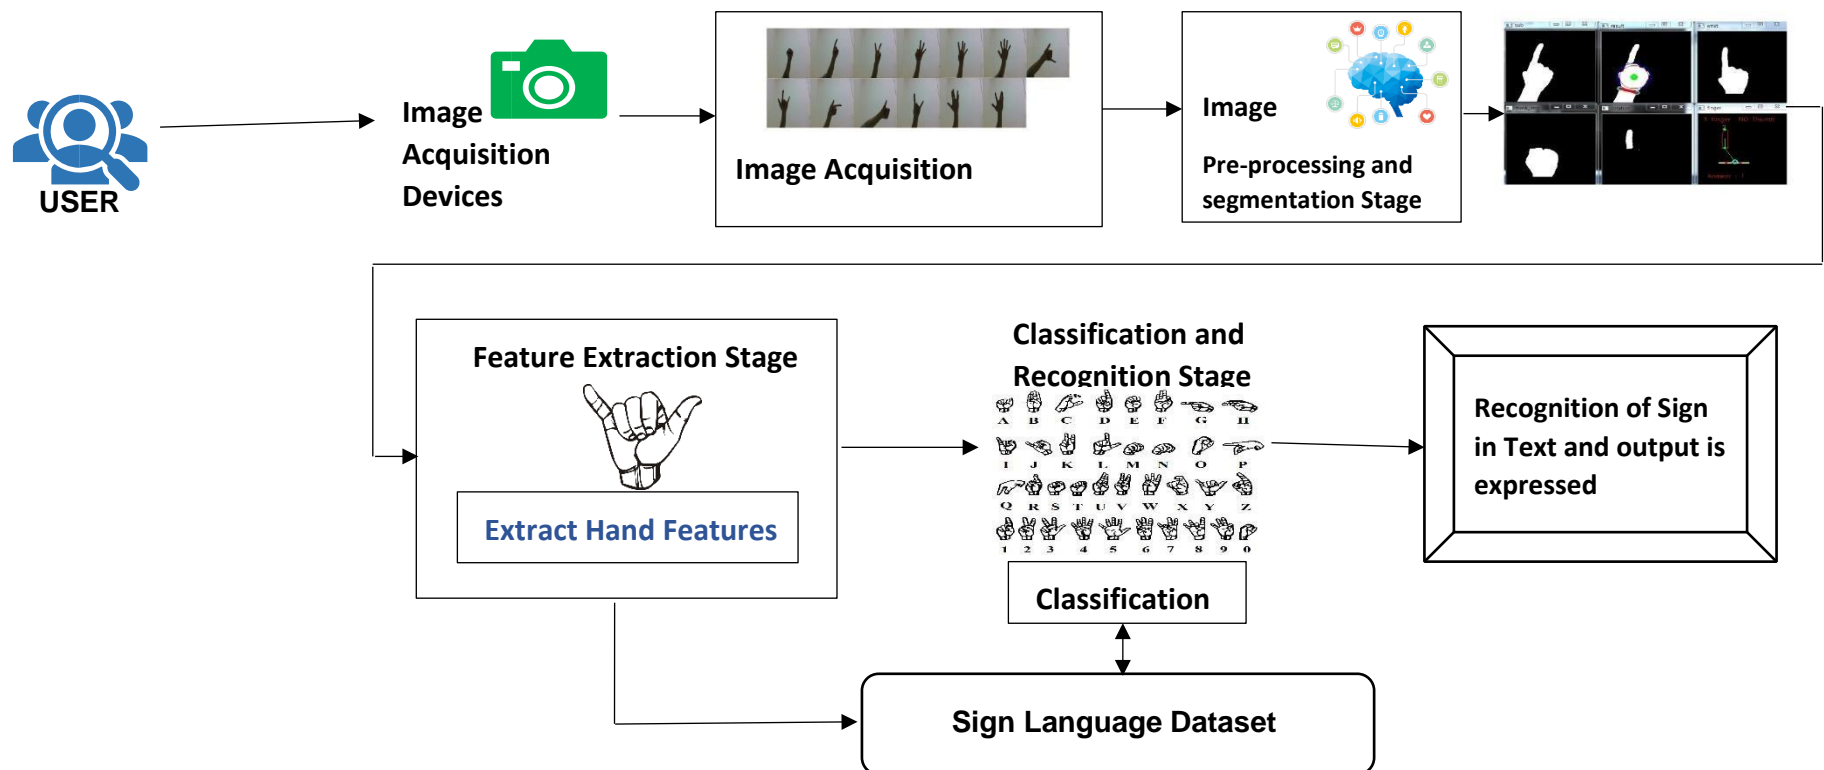 USER
Image
Acquisition
Devices
Image Acquisition
Image
Pre-processing and
segmentation Stage
Feature Extraction Stage
Extract Hand Features
Classification and
Recognition Stage
A B C D E F G H
I J K L M N O P
Q R S T U V W X Y Z
1 2 3 4 5 6 7 8 9 0
Classification
Recognition of Sign
in Text and output is
expressed
Sign Language Dataset